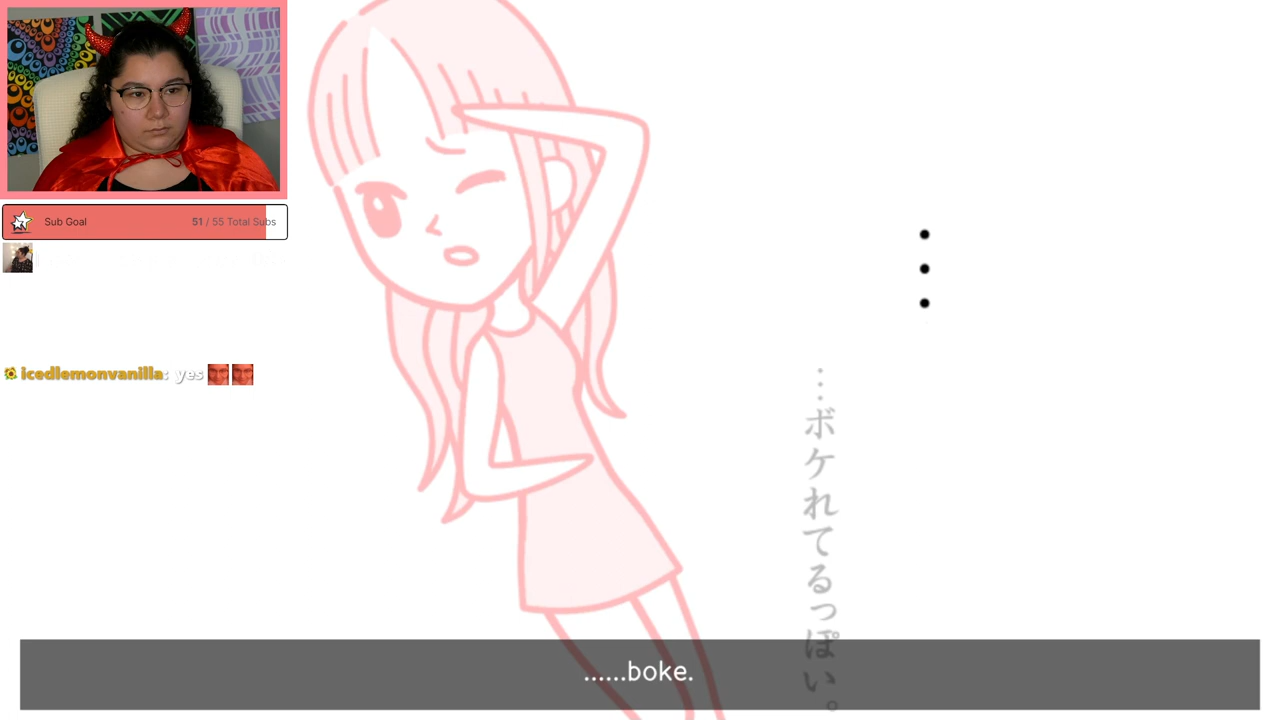 Sub Goal
51 / 55 Total Subs
icedlemonvanilla: yes
…ボケれてるっぽい。
......boke.